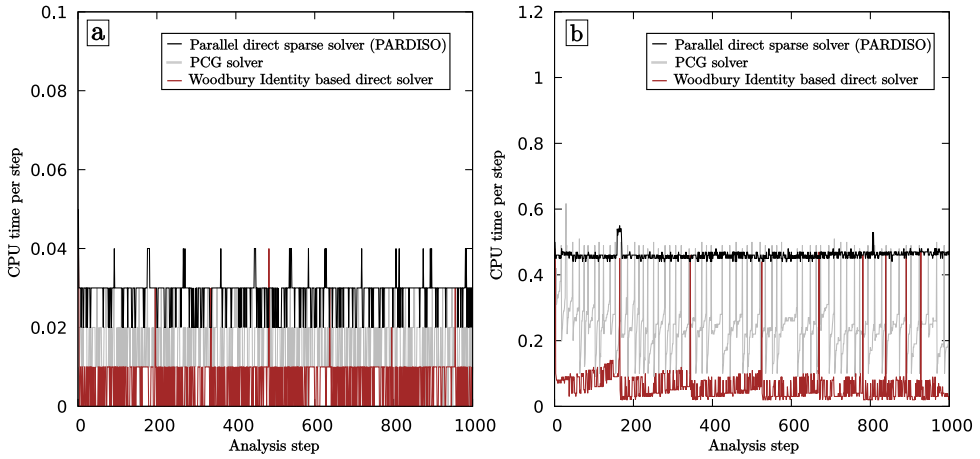 a
Parallel direct sparse solver (PARDISO)
PCG solver
Woodbury Identity based direct solver
CPU time per step
0.1
0.08
0.06
0.04
0.02
0
0 200 400 600 800 1000
Analysis step
b
Parallel direct sparse solver (PARDISO)
PCG solver
Woodbury Identity based direct solver
CPU time per step
1.2
1
0.8
0.6
0.4
0.2
0
0 200 400 600 800 1000
Analysis step